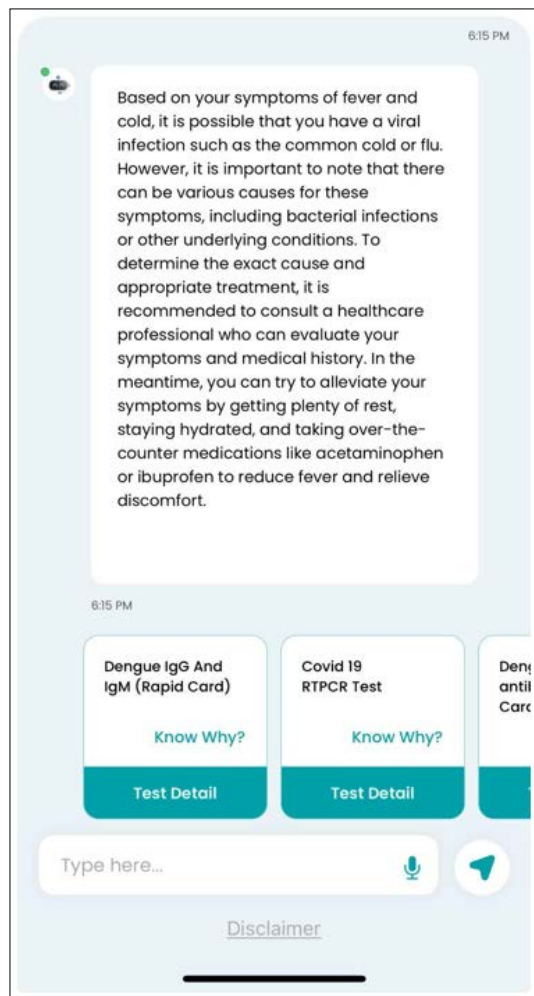 6:15 PM
Based on your symptoms of fever and
cold, it is possible that you have a viral
infection such as the common cold or flu.
However, it is important to note that there
can be various causes for these
symptoms, including bacterial infections
or other underlying conditions. To
determine the exact cause and
appropriate treatment, it is
recommended to consult a healthcare
professional who can evaluate your
symptoms and medical history. In the
meantime, you can try to alleviate your
symptoms by getting plenty of rest,
staying hydrated, and taking over-the-
counter medications like acetaminophen
or ibuprofen to reduce fever and relieve
discomfort.
6:15 PM
Dengue IgG And
IgM (Rapid Card)
Know Why?
Test Detail
Covid 19
RTPCR Test
Know Why?
Test Detail
Type here...
Disclaimer